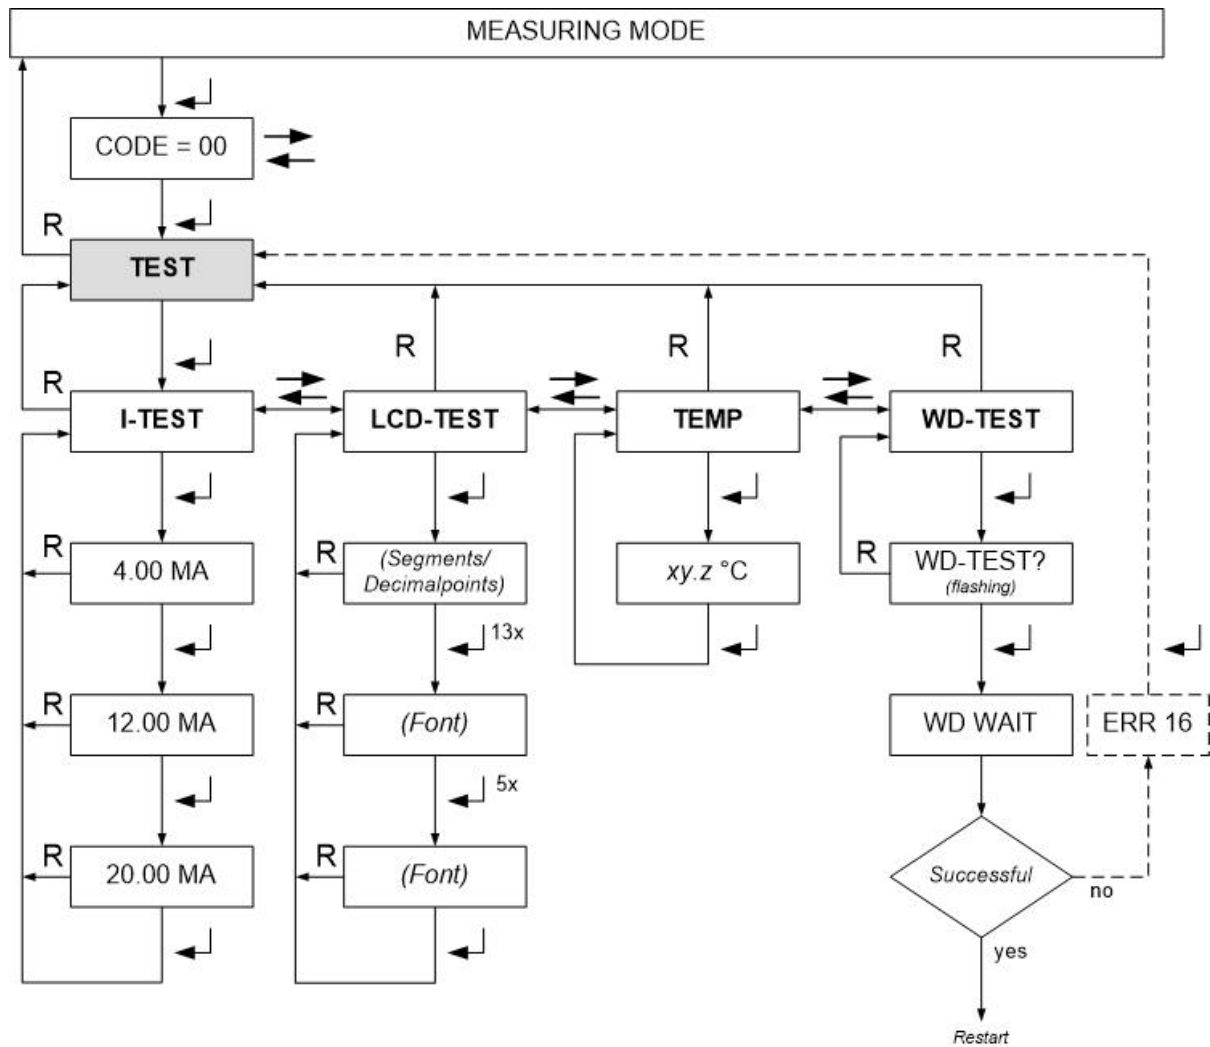 MEASURING MODE
CODE = 00
R
TEST
R
R
R
R
I-TEST
LCD-TEST
TEMP
WD-TEST
R
4.00 MA
R
(Segments/
Decimalpoints)
xy.z °C
R
WD-TEST?
(flashing)
13x
R
12.00 MA
R
(Font)
WD WAIT
ERR 16
5x
R
20.00 MA
R
(Font)
Successful
no
yes
Restart